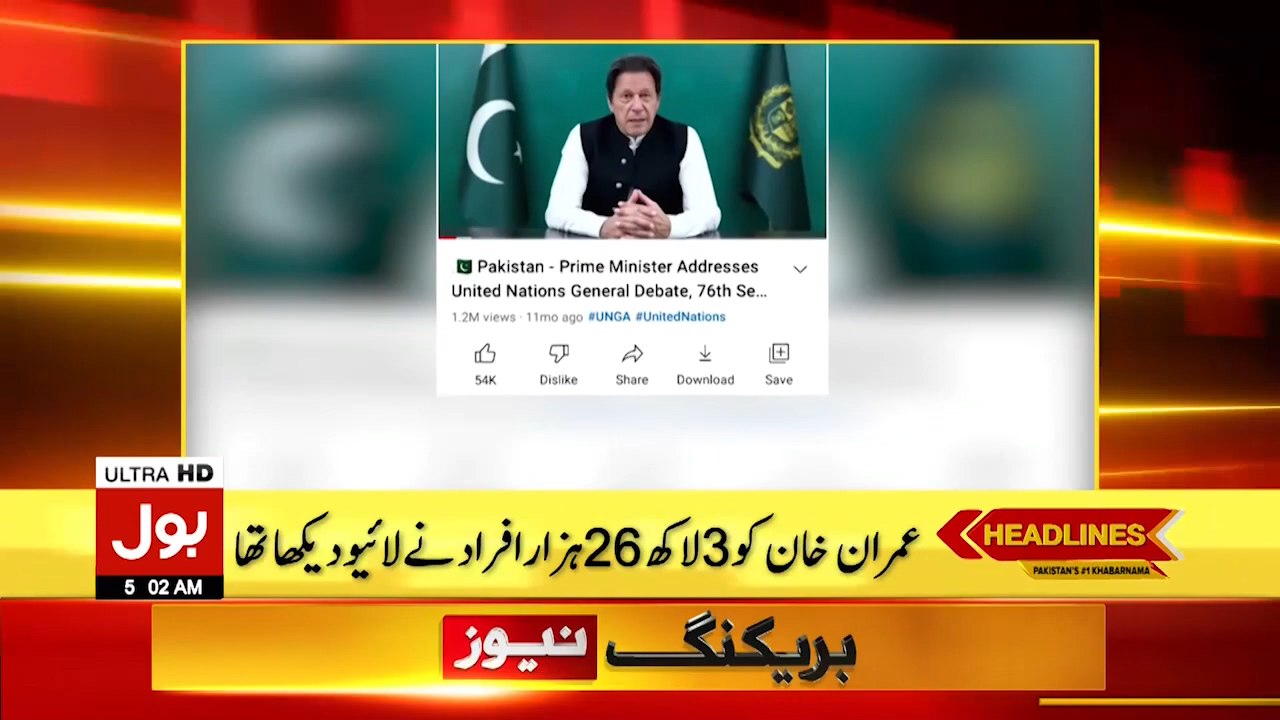 Pakistan - Prime Minister Addresses
United Nations General Debate, 76th Se...
1.2M views · 11mo ago #UNGA #UnitedNations
54K Dislike Share Download Save
ULTRA HD
بول
5 02 AM
عمران خان کو 3 لاکھ 26 ہزار افراد نے لائیو دیکھا تھا
HEADLINES
PAKISTAN'S #1 KHABARNAMA
بریکنگ نیوز